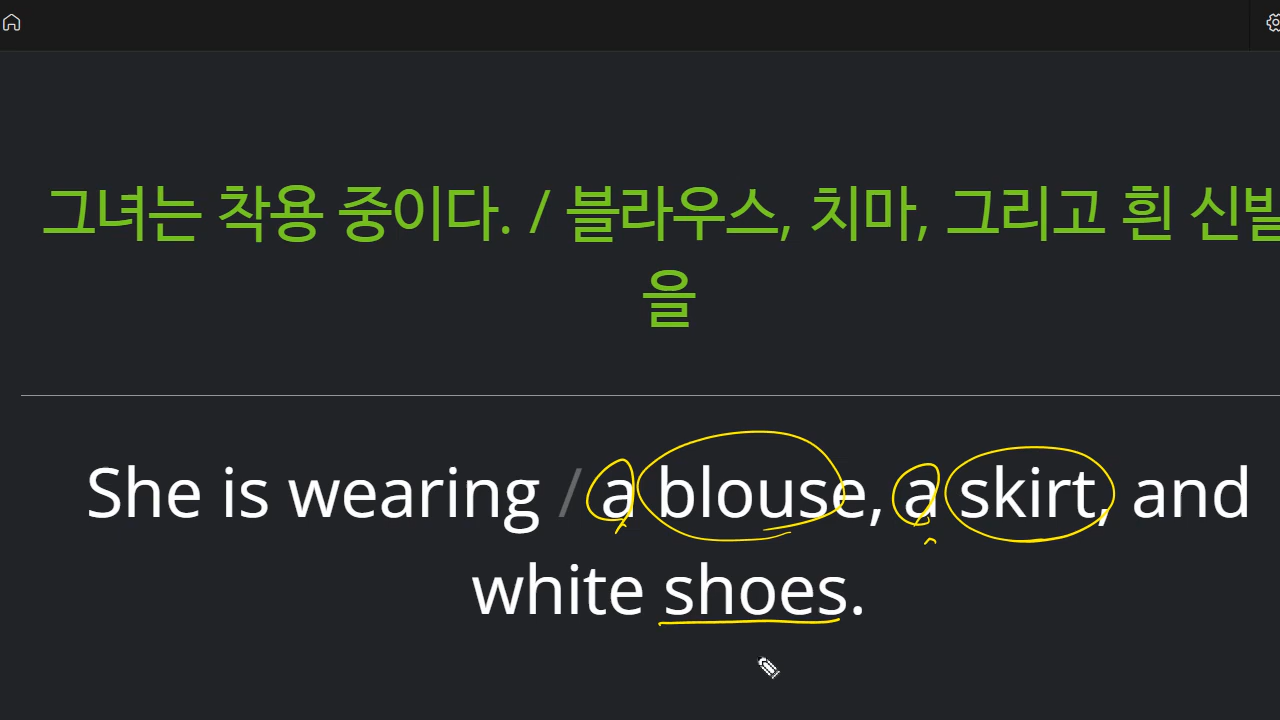 그녀는 착용 중이다. / 블라우스, 치마, 그리고 흰 신발
을
She is wearing / a blouse, a skirt, and
white shoes.